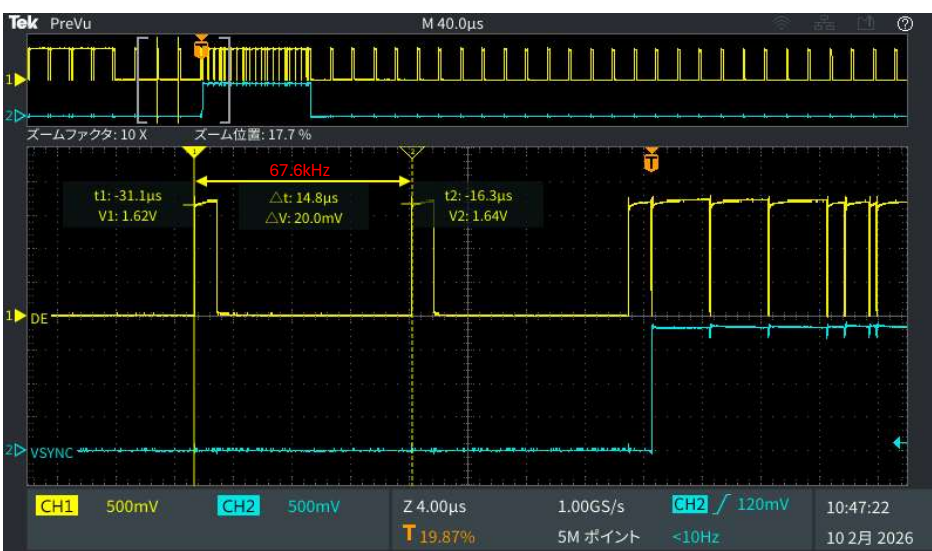 Tek PreVu M 40.0µs
T
1
2
ズームファクタ: 10 X ズーム位置: 17.7 %
1 2
67.6kHz T
t1: -31.1µs △t: 14.8µs t2: -16.3µs
V1: 1.62V △V: 20.0mV V2: 1.64V
1 DE
2 VSYNC
CH1 500mV CH2 500mV Z 4.00µs 1.00GS/s CH2 120mV 10:47:22
T 19.87% 5M ポイント <10Hz 10 2月 2026